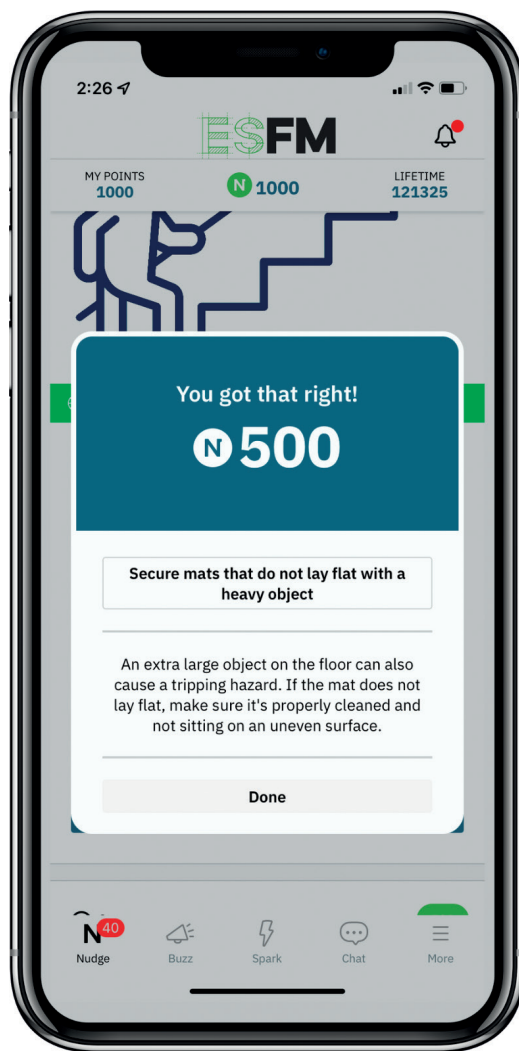 2:26
ESFM
MY POINTS
1000
N 1000
LIFETIME
121325
You got that right!
N 500
Secure mats that do not lay flat with a
heavy object
An extra large object on the floor can also
cause a tripping hazard. If the mat does not
lay flat, make sure it's properly cleaned and
not sitting on an uneven surface.
Done
N 40
Nudge
Buzz
Spark
Chat
More